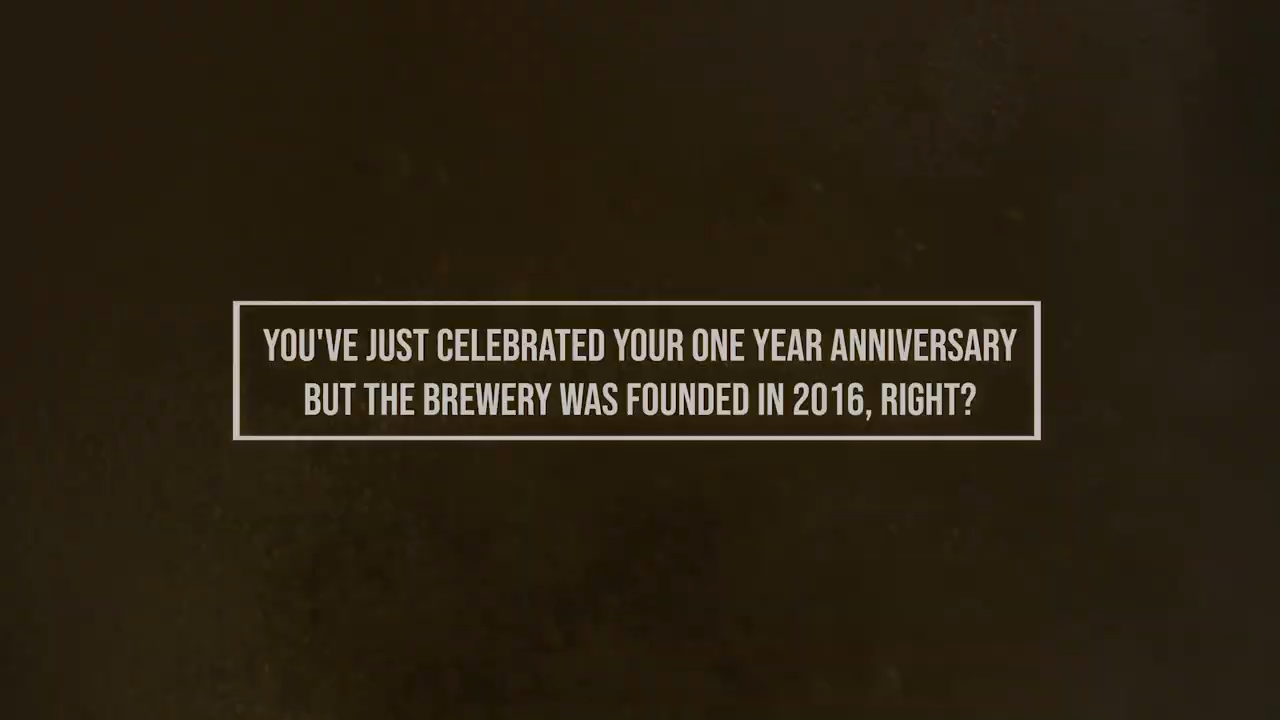 YOU'VE JUST CELEBRATED YOUR ONE YEAR ANNIVERSARY
BUT THE BREWERY WAS FOUNDED IN 2016, RIGHT?